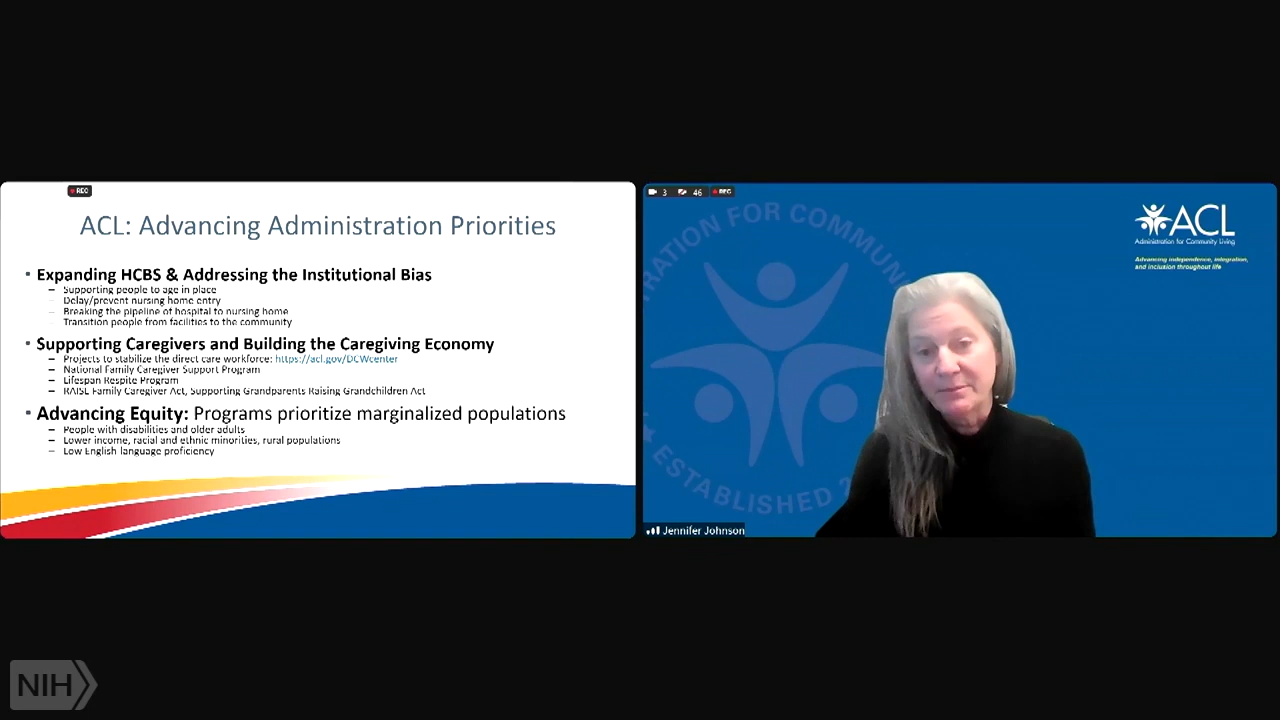 REC
ACL: Advancing Administration Priorities
• Expanding HCBS & Addressing the Institutional Bias
– Supporting people to age in place
– Delay/prevent nursing home entry
– Breaking the pipeline of hospital to nursing home
– Transition people from facilities to the community
• Supporting Caregivers and Building the Caregiving Economy
– Projects to stabilize the direct care workforce: https://acl.gov/DCWcenter
– National Family Caregiver Support Program
– Lifespan Respite Program
– RAISE Family Caregiver Act, Supporting Grandparents Raising Grandchildren Act
• Advancing Equity: Programs prioritize marginalized populations
– People with disabilities and older adults
– Lower income, racial and ethnic minorities, rural populations
– Low English language proficiency
3 46 REC
ACL
Administration for Community Living
Advancing independence, integration,
and inclusion throughout life
FOR COMMUN
ESTABLISHED
Jennifer Johnson
NIH